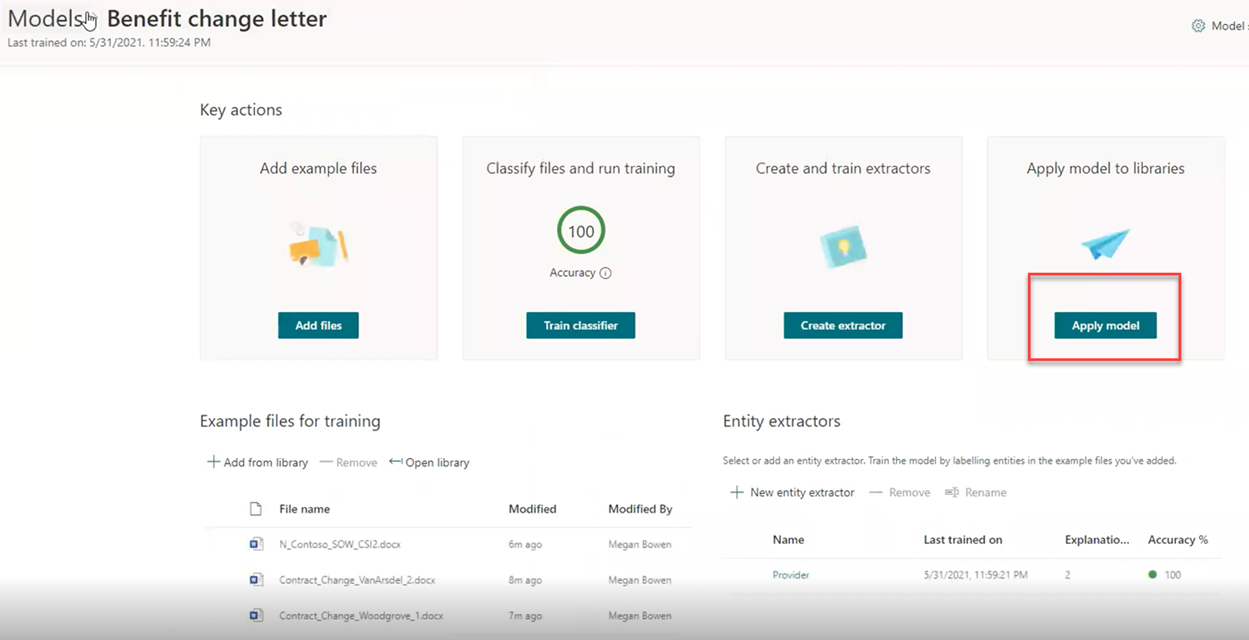 Models Benefit change letter
Last trained on: 5/31/2021, 11:59:24 PM
Model
Key actions
Add example files
Add files
Classify files and run training
100
Accuracy
Train classifier
Create and train extractors
Create extractor
Apply model to libraries
Apply model
Example files for training
Add from library Remove Open library
File name Modified Modified By
N_Contoso_SOW_CSI2.docx 6m ago Megan Bowen
Contract_Change_VanArsdel_2.docx 8m ago Megan Bowen
Contract_Change_Woodgrove_1.docx 7m ago Megan Bowen
Entity extractors
Select or add an entity extractor. Train the model by labelling entities in the example files you've added.
New entity extractor Remove Rename
Name Last trained on Explanatio... Accuracy %
Provider 5/31/2021, 11:59:21 PM 2 100